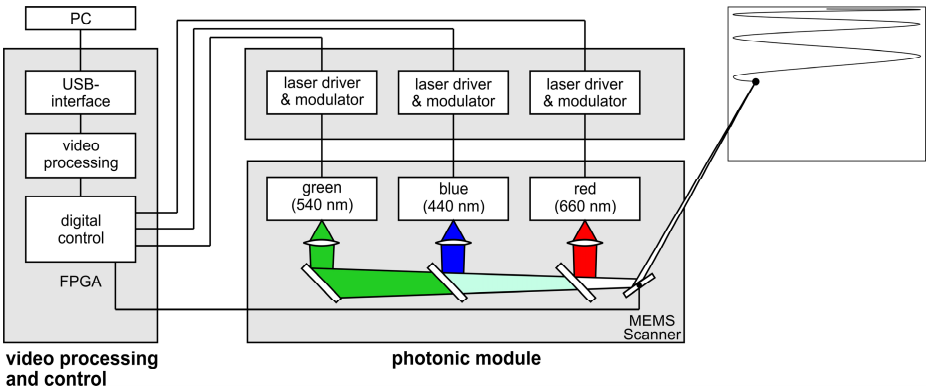 PC
USB-
interface
video
processing
digital
control
FPGA
video processing
and control
laser driver
& modulator
laser driver
& modulator
laser driver
& modulator
green
(540 nm)
blue
(440 nm)
red
(660 nm)
MEMS
Scanner
photonic module